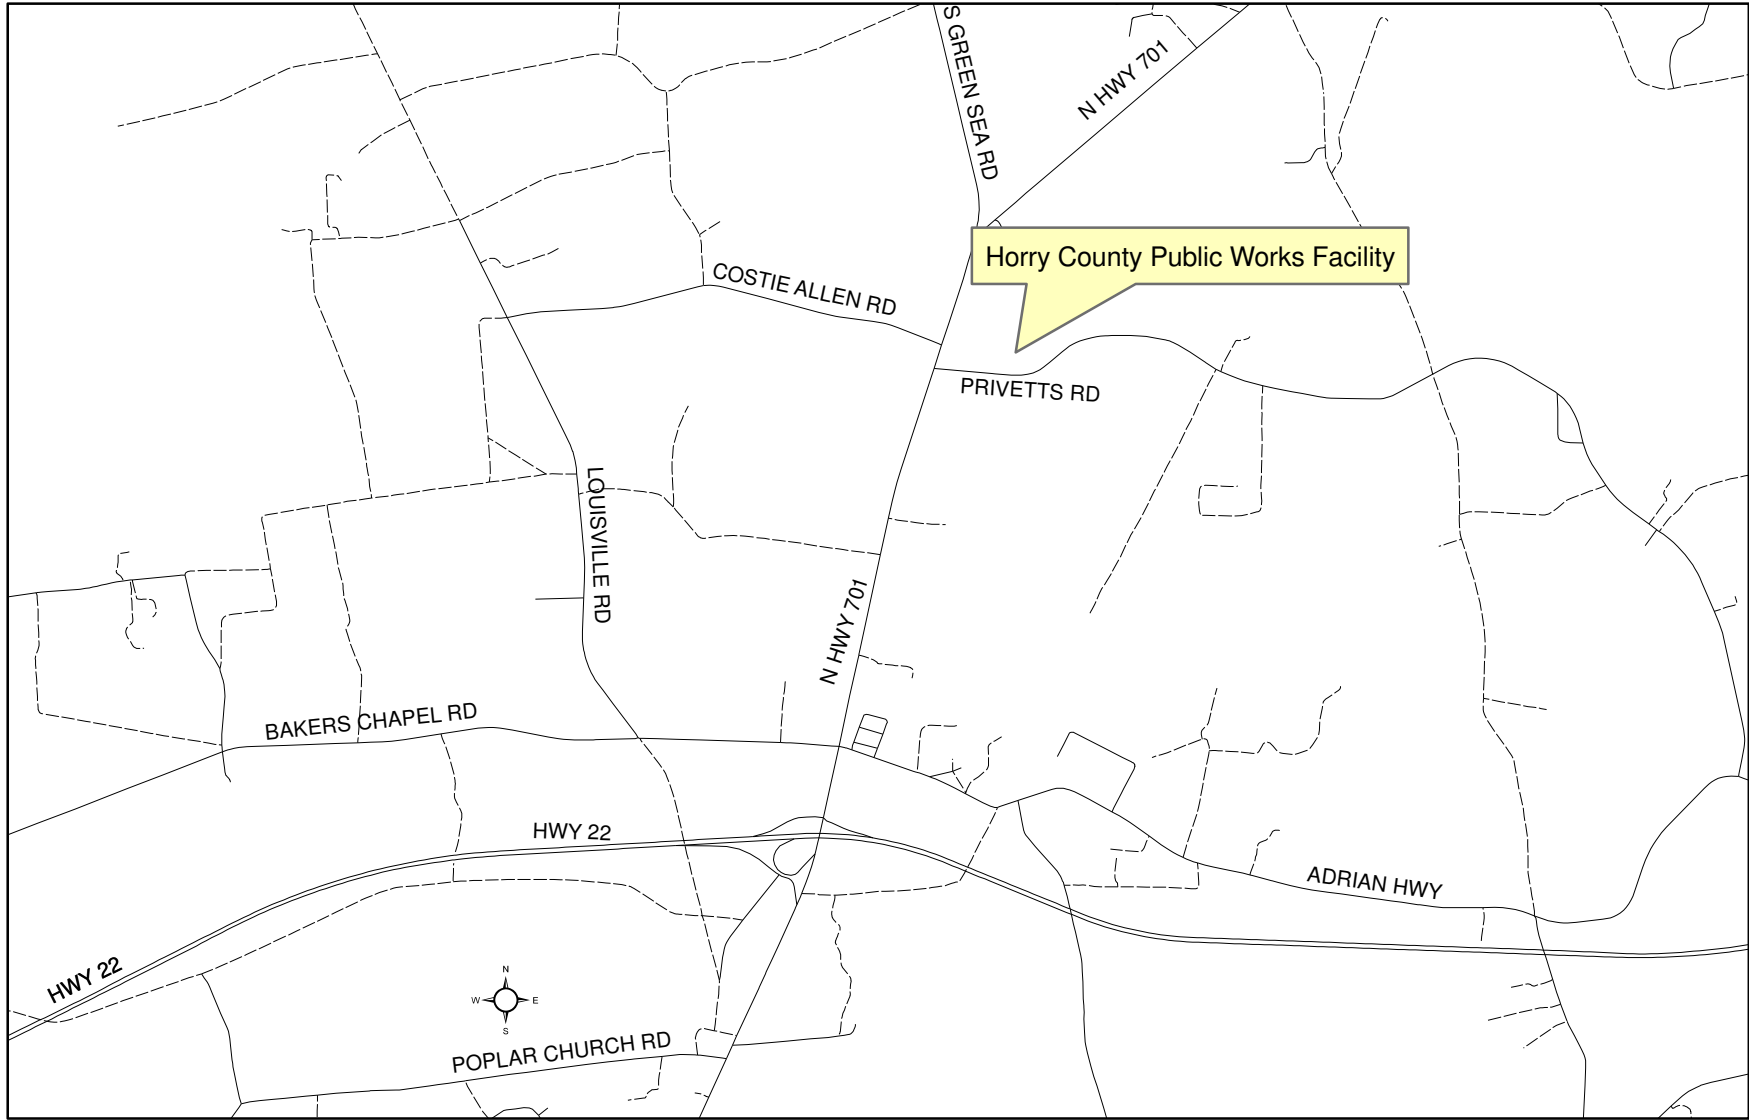 S GREEN SEA RD
N HWY 701
Horry County Public Works Facility
COSTIE ALLEN RD
PRIVETTS RD
LOUISVILLE RD
N HWY 701
BAKERS CHAPEL RD
HWY 22
ADRIAN HWY
HWY 22
N
W
E
S
POPLAR CHURCH RD